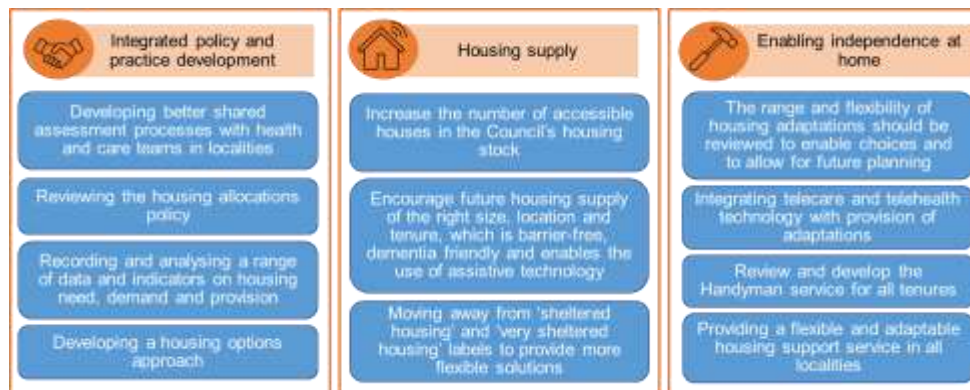 Integrated policy and
practice development
Developing better shared
assessment processes with health
and care teams in localities
Reviewing the housing allocations
policy
Recording and analysing a range
of data and indicators on housing
need, demand and provision
Developing a housing options
approach
Housing supply
Increase the number of accessible
houses in the Council's housing
stock
Encourage future housing supply
of the right size, location and
tenure, which is barrier-free,
dementia friendly and enables the
use of assistive technology
Moving away from 'sheltered
housing' and 'very sheltered
housing' labels to provide more
flexible solutions
Enabling independence at
home
The range and flexibility of
housing adaptations should be
reviewed to enable choices and
to allow for future planning
Integrating telecare and telehealth
technology with provision of
adaptations
Review and develop the
Handyman service for all tenures
Providing a flexible and adaptable
housing support service in all
localities